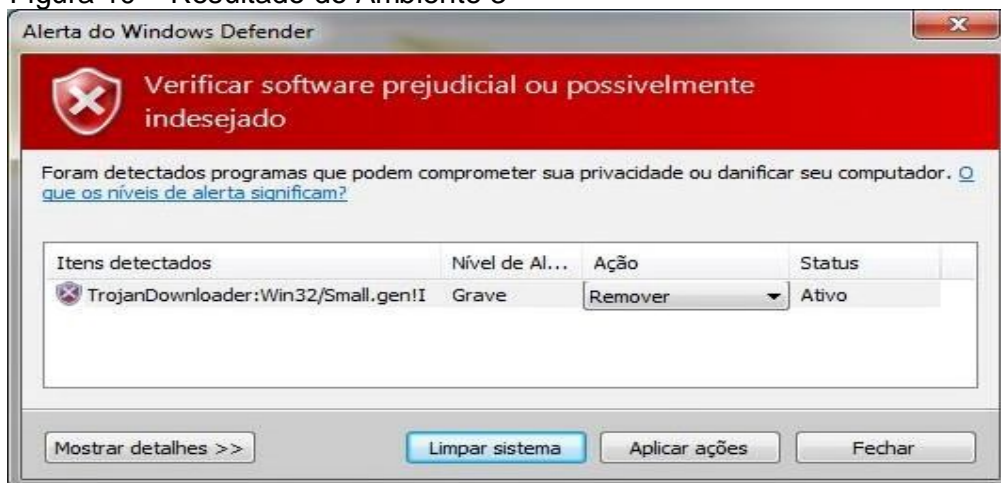 Alerta do Windows Defender
Verificar software prejudicial ou possivelmente
indesejado
Foram detectados programas que podem comprometer sua privacidade ou danificar seu computador. O
que os níveis de alerta significam?
Itens detectados Nível de Al... Ação Status
TrojanDownloader:Win32/Small.gen!I Grave Remover Ativo
Mostrar detalhes >> Limpar sistema Aplicar ações Fechar